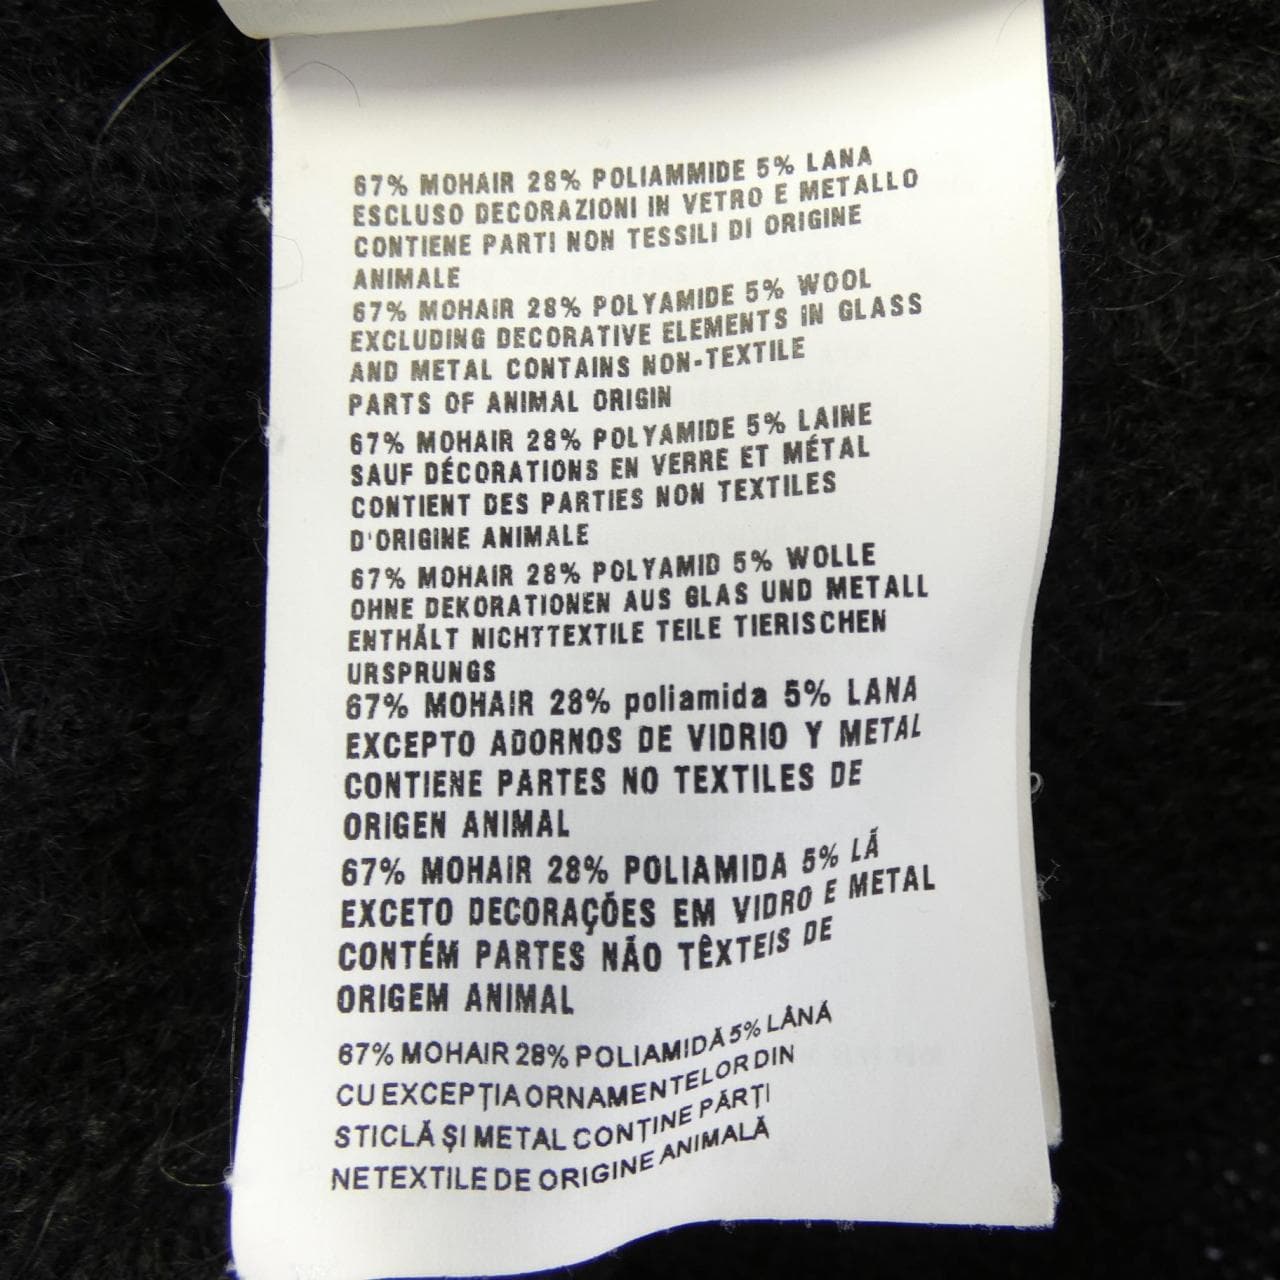 67% MOHAIR 28% POLIAMMIDE 5% LANA
ESCLUSO DECORAZIONI IN VETRO E METALLO
CONTIENE PARTI NON TESSILI DI ORIGINE
ANIMALE
67% MOHAIR 28% POLYAMIDE 5% WOOL
EXCLUDING DECORATIVE ELEMENTS IN GLASS
AND METAL CONTAINS NON-TEXTILE
PARTS OF ANIMAL ORIGIN
67% MOHAIR 28% POLYAMIDE 5% LAINE
SAUF DÉCORATIONS EN VERRE ET MÉTAL
CONTIENT DES PARTIES NON TEXTILES
D'ORIGINE ANIMALE
67% MOHAIR 28% POLYAMID 5% WOLLE
OHNE DEKORATIONEN AUS GLAS UND METALL
ENTHÄLT NICHTTEXTILE TEILE TIERISCHEN
URSPRUNGS
67% MOHAIR 28% poliamida 5% LANA
EXCEPTO ADORNOS DE VIDRIO Y METAL
CONTIENE PARTES NO TEXTILES DE
ORIGEN ANIMAL
67% MOHAIR 28% POLIAMIDA 5% LÃ
EXCETO DECORAÇÕES EM VIDRO E METAL
CONTÉM PARTES NÃO TÊXTEIS DE
ORIGEM ANIMAL
67% MOHAIR 28% POLIAMIDĂ 5% LÂNĂ
CU EXCEPȚIA ORNAMENTELOR DIN
STICLĂ ȘI METAL CONȚINE PĂRȚI
NETEXTILE DE ORIGINE ANIMALĂ